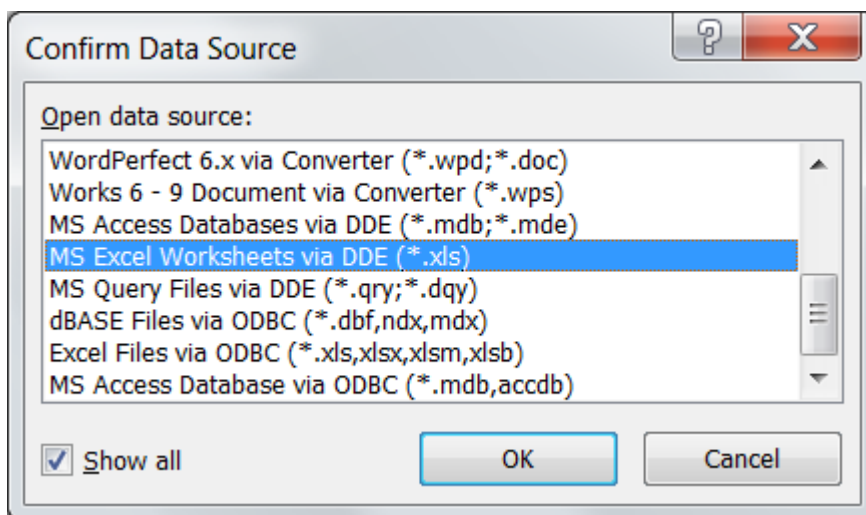 Confirm Data Source
Open data source:
WordPerfect 6.x via Converter (*.wpd;*.doc)
Works 6 - 9 Document via Converter (*.wps)
MS Access Databases via DDE (*.mdb;*.mde)
MS Excel Worksheets via DDE (*.xls)
MS Query Files via DDE (*.qry;*.dqy)
dBASE Files via ODBC (*.dbf,ndx,mdx)
Excel Files via ODBC (*.xls,xlsx,xlsm,xlsb)
MS Access Database via ODBC (*.mdb,accdb)
Show all
OK
Cancel